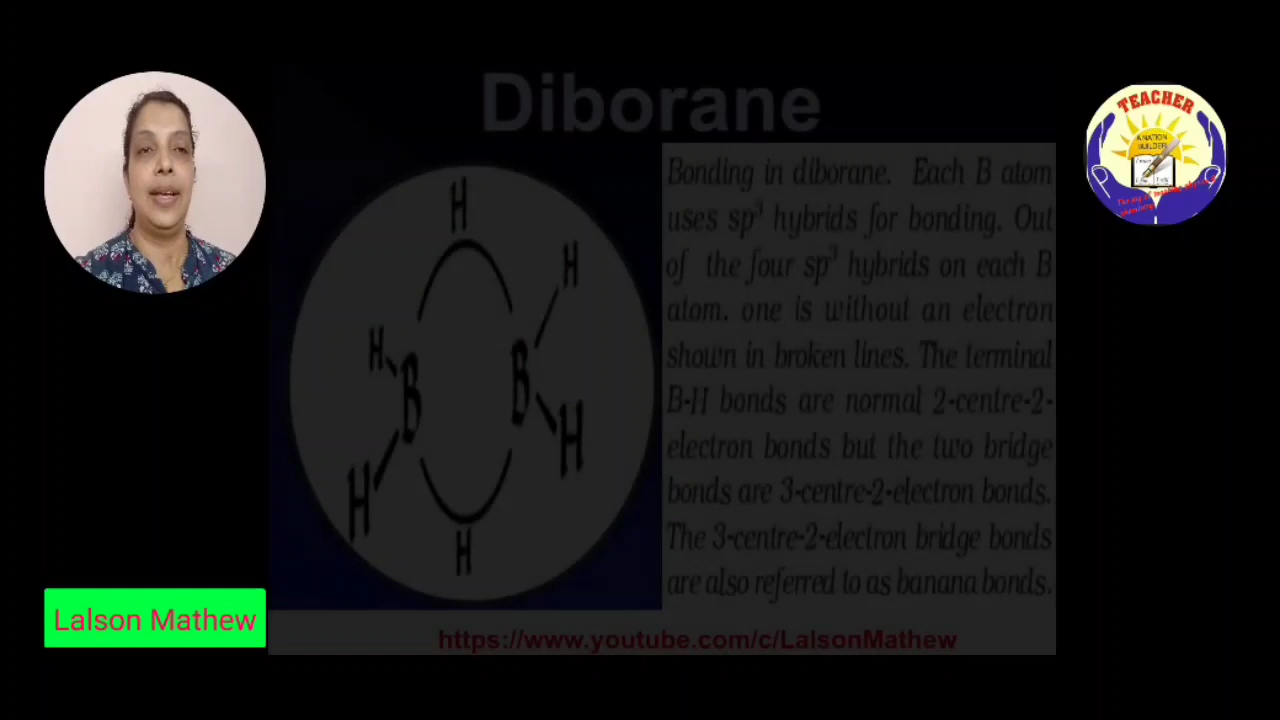 Diborane
H
H
H
B
B
H
H
H
Bonding in diborane. Each B atom
uses sp³ hybrids for bonding. Out
of the four sp³ hybrids on each B
atom, one is without an electron
shown in broken lines. The terminal
B-H bonds are normal 2-centre-2-
electron bonds but the two bridge
bonds are 3-centre-2-electron bonds.
The 3-centre-2-electron bridge bonds
are also referred to as banana bonds.
https://www.youtube.com/c/LalsonMathew
Lalson Mathew
TEACHER
A NATION
BUILDER